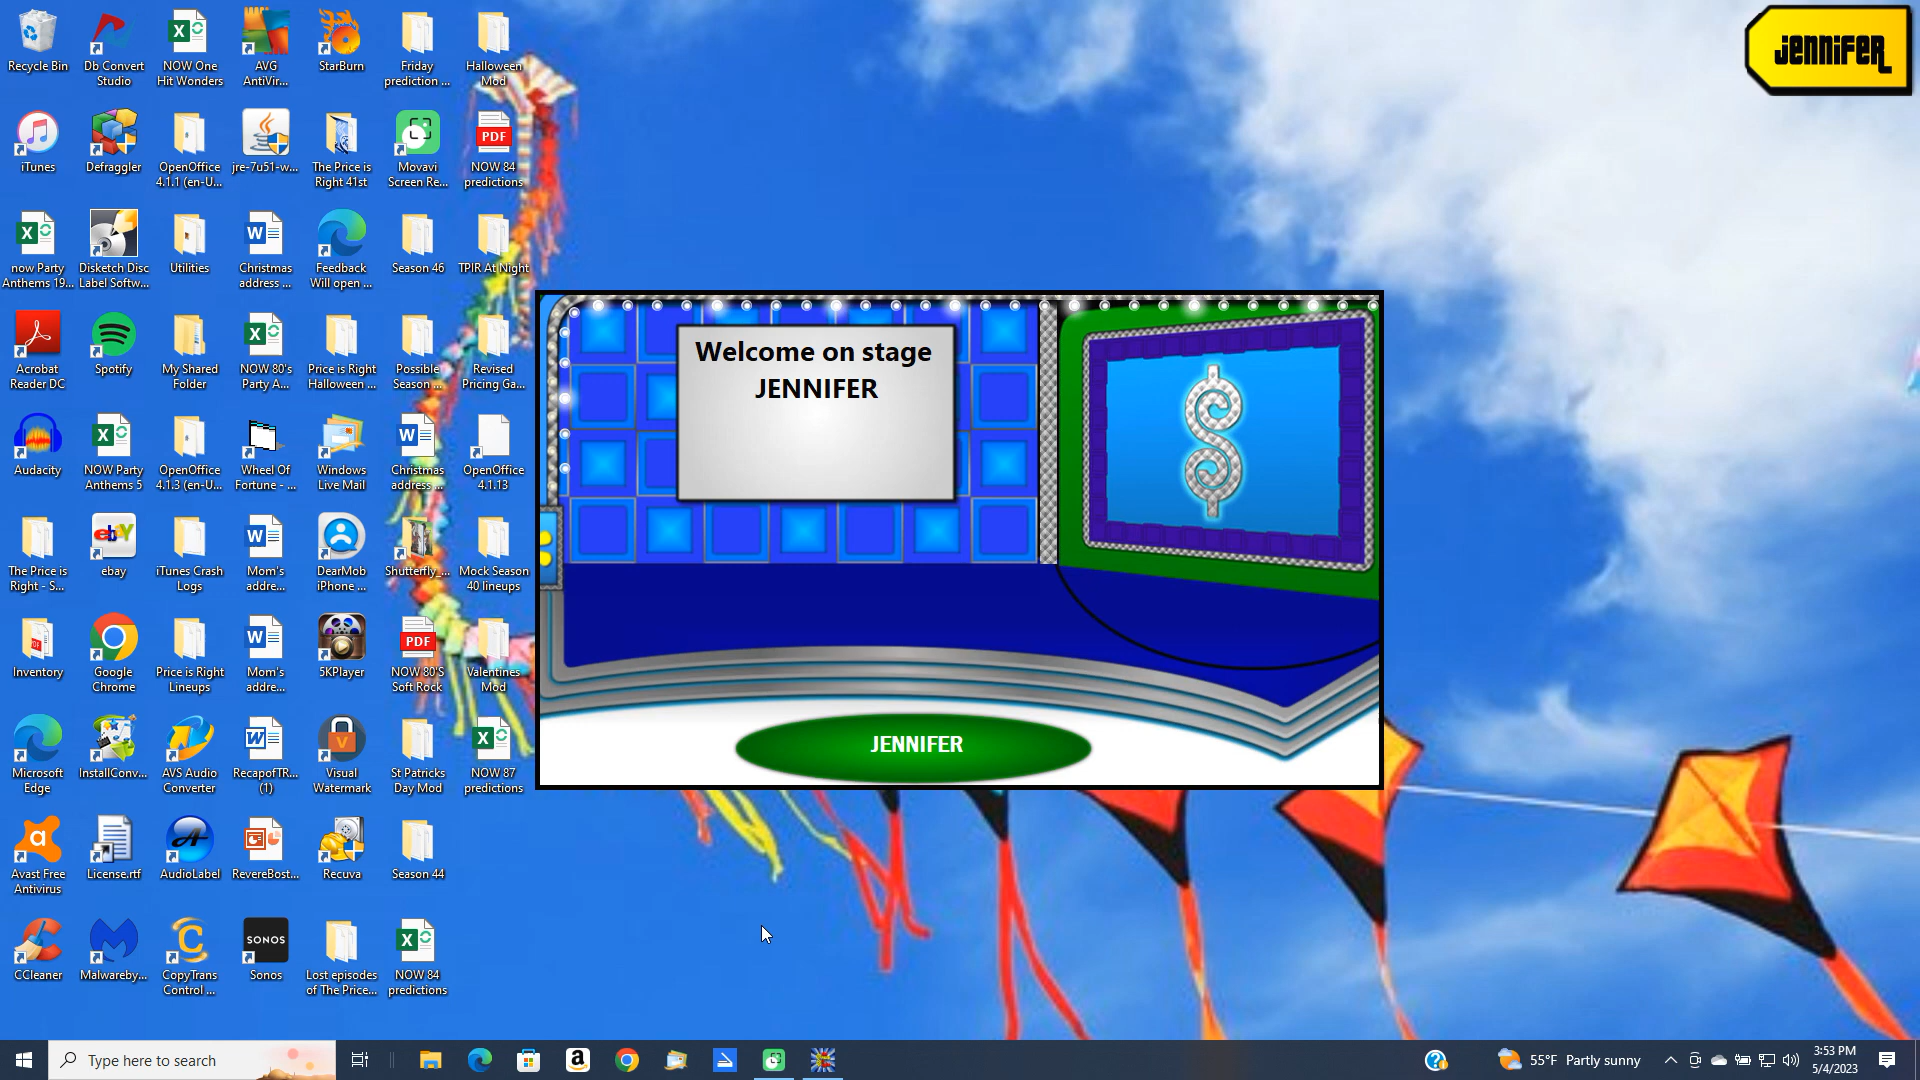 Recycle Bin
Db Convert
Studio
NOW One
Hit Wonders
AVG
AntiVir...
StarBurn
Friday
prediction ...
Halloween
Mod
JENNIFER
iTunes
Defraggler
OpenOffice
4.1.1 (en-U...
jre-7u51-w...
The Price is
Right 41st
Movavi
Screen Re...
PDF
NOW 84
predictions
now Party
Anthems 19...
Disketch Disc
Label Softw...
Utilities
Christmas
address ...
Feedback
Will open ...
Season 46
TPIR At Night
Acrobat
Reader DC
Spotify
My Shared
Folder
NOW 80's
Party A...
Price is Right
Halloween ...
Possible
Season ...
Revised
Pricing Ga...
Welcome on stage
JENNIFER
Audacity
NOW Party
Anthems 5
OpenOffice
4.1.3 (en-U...
Wheel Of
Fortune - ...
Windows
Live Mail
Christmas
address ...
OpenOffice
4.1.13
The Price is
Right - S...
ebay
ebay
iTunes Crash
Logs
Mom's
addre...
DearMob
iPhone ...
Shutterfly_...
Mock Season
40 lineups
Inventory
Google
Chrome
Price is Right
Lineups
Mom's
addre...
5KPlayer
PDF
NOW 80'S
Soft Rock
Valentines
Mod
Microsoft
Edge
InstallConv...
AVS Audio
Converter
RecapofTR...
(1)
Visual
Watermark
St Patricks
Day Mod
NOW 87
predictions
JENNIFER
Avast Free
Antivirus
License.rtf
AudioLabel
RevereBost...
Recuva
Season 44
CCleaner
Malwareby...
CopyTrans
Control ...
SONOS
Sonos
Lost episodes
of The Price...
NOW 84
predictions
Type here to search
55°F Partly sunny
3:53 PM
5/4/2023